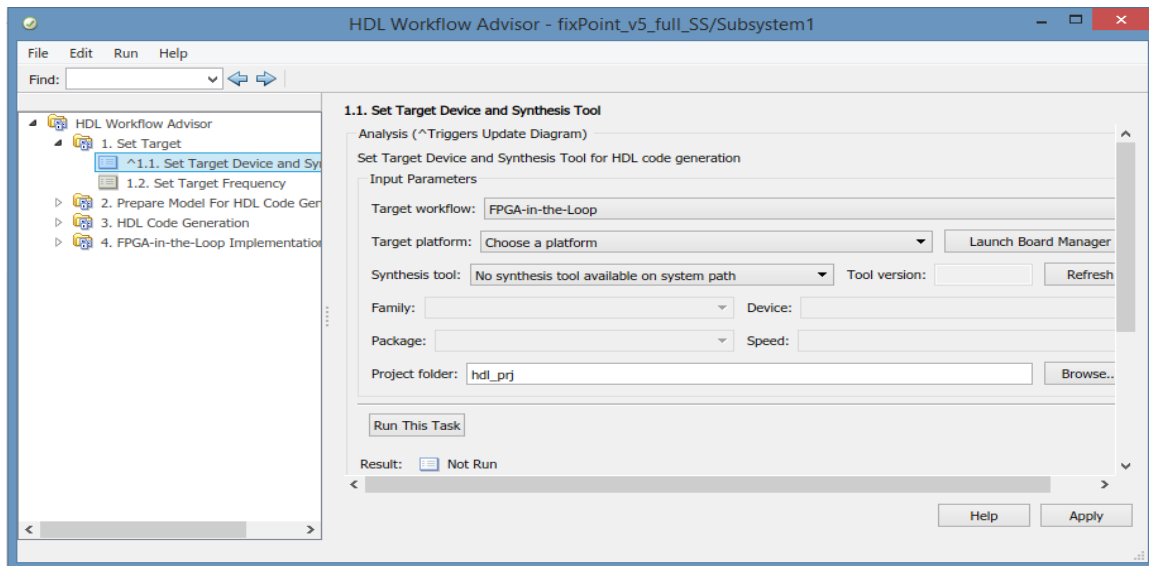 HDL Workflow Advisor - fixPoint_v5_full_SS/Subsystem1
File Edit Run Help
Find:
HDL Workflow Advisor
1. Set Target
^1.1. Set Target Device and Syn
1.2. Set Target Frequency
2. Prepare Model For HDL Code Gen
3. HDL Code Generation
4. FPGA-in-the-Loop Implementation
1.1. Set Target Device and Synthesis Tool
Analysis (^Triggers Update Diagram)
Set Target Device and Synthesis Tool for HDL code generation
Input Parameters
Target workflow: FPGA-in-the-Loop
Target platform: Choose a platform Launch Board Manager
Synthesis tool: No synthesis tool available on system path Tool version: Refresh
Family: Device:
Package: Speed:
Project folder: hdl_prj Browse..
Run This Task
Result: Not Run
Help Apply